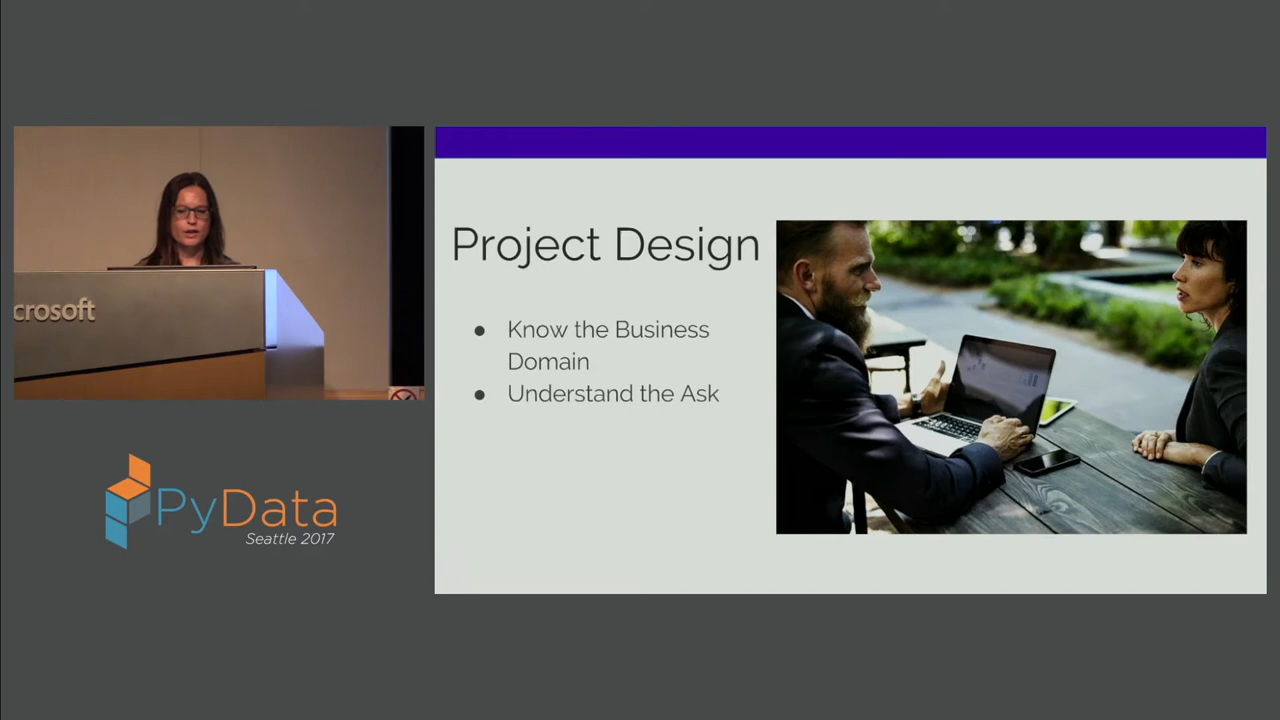 crosoft
PyData
Seattle 2017
Project Design
● Know the Business
Domain
● Understand the Ask